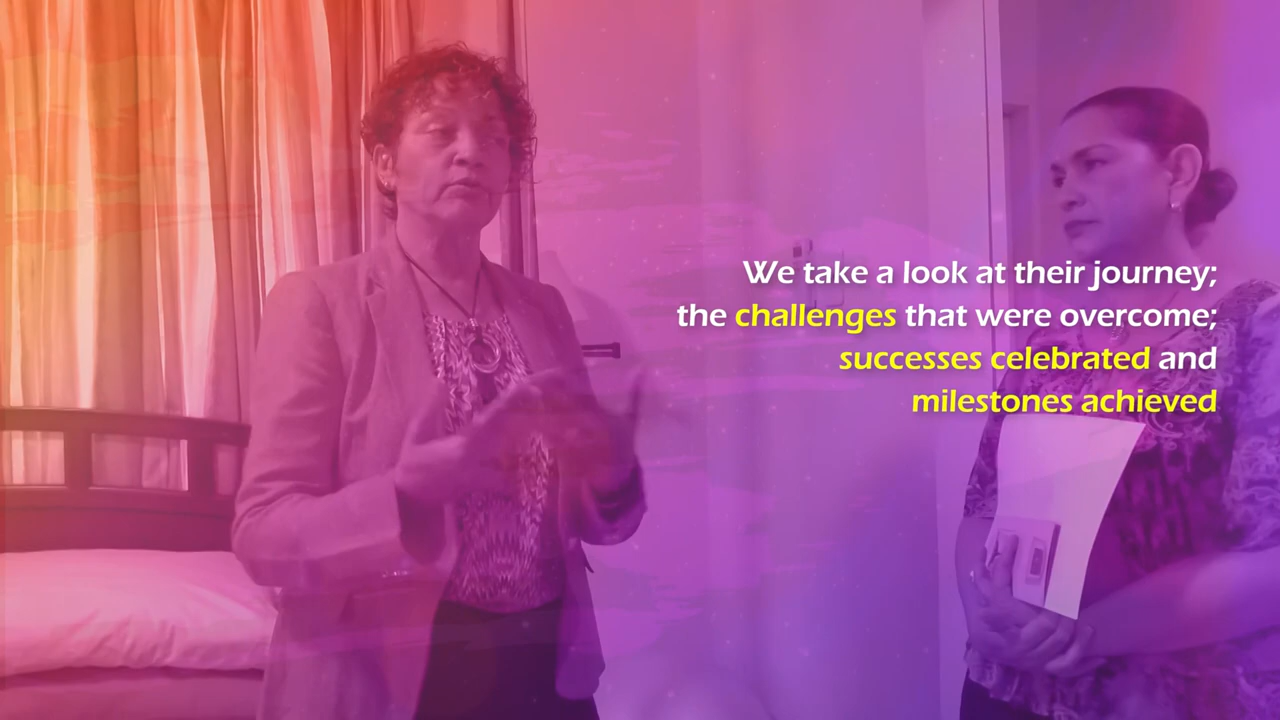 We take a look at their journey;
the challenges that were overcome;
successes celebrated and
milestones achieved